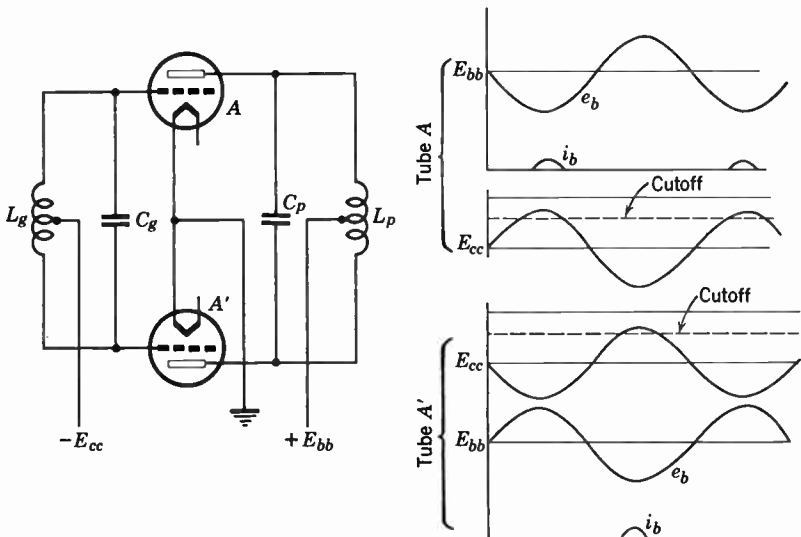 A
L_g
C_g
C_p
L_p
A'
−E_cc
+E_bb
Tube A
E_bb
e_b
i_b
Cutoff
E_cc
Tube A'
Cutoff
E_cc
E_bb
e_b
i_b